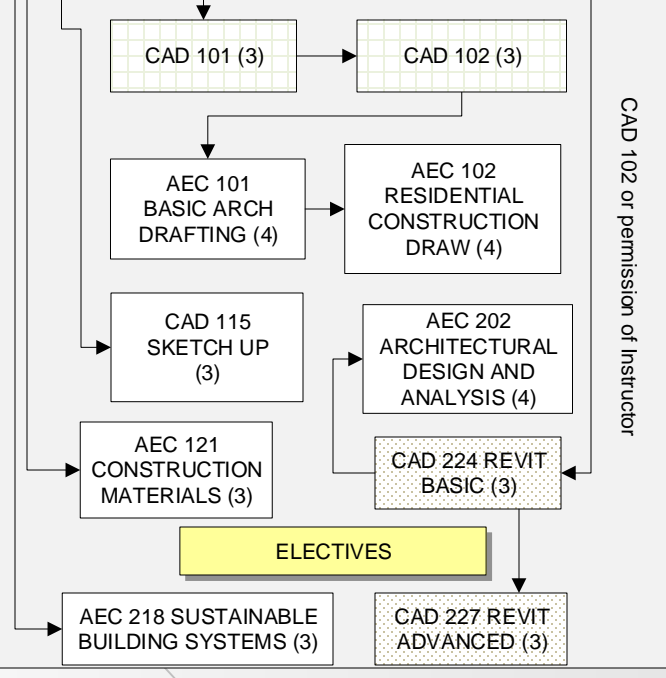 CAD 101 (3)
CAD 102 (3)
CAD 102 or permission of Instructor
AEC 101
BASIC ARCH
DRAFTING (4)
AEC 102
RESIDENTIAL
CONSTRUCTION
DRAW (4)
CAD 115
SKETCH UP
(3)
AEC 202
ARCHITECTURAL
DESIGN AND
ANALYSIS (4)
AEC 121
CONSTRUCTION
MATERIALS (3)
CAD 224 REVIT
BASIC (3)
ELECTIVES
AEC 218 SUSTAINABLE
BUILDING SYSTEMS (3)
CAD 227 REVIT
ADVANCED (3)